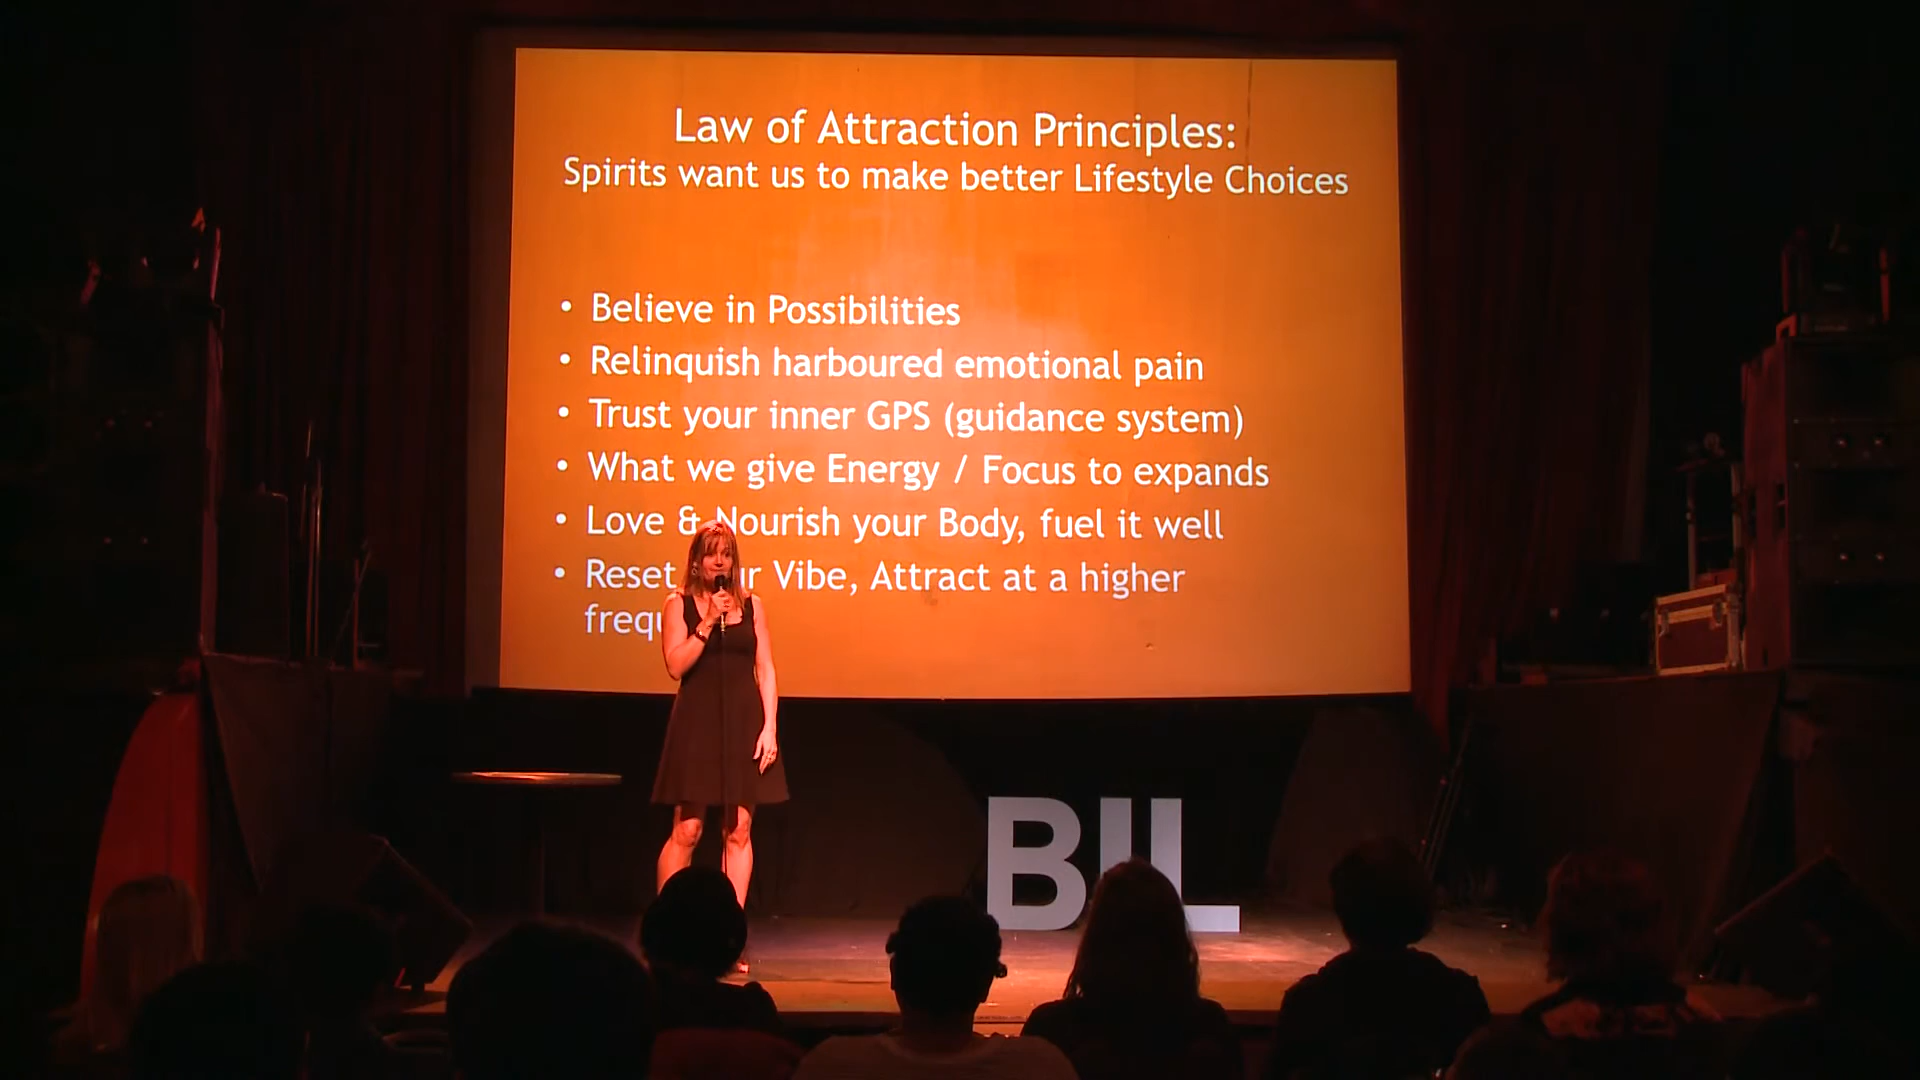 Law of Attraction Principles:
Spirits want us to make better Lifestyle Choices
• Believe in Possibilities
• Relinquish harboured emotional pain
• Trust your inner GPS (guidance system)
• What we give Energy / Focus to expands
• Love & Nourish your Body, fuel it well
• Reset Vibe, Attract at a higher
BIL